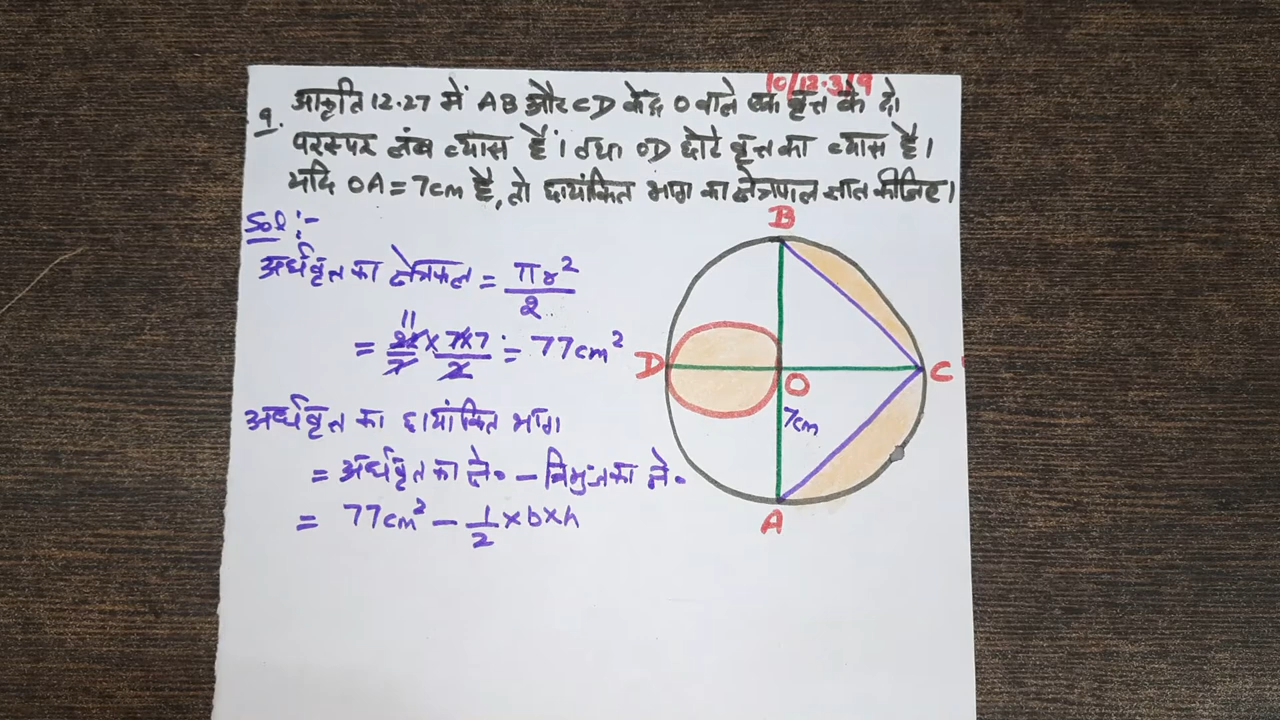 10/12.3/9
9. आकृति 12.27 में AB और CD केंद्र O वाले एक वृत्त के दो
परस्पर लंब व्यास हैं। तथा OD छोटे वृत्त का व्यास है।
यदि OA = 7cm है, तो छायांकित भाग का क्षेत्रफल ज्ञात कीजिए।
Sol :-
अर्धवृत्त का क्षेत्रफल = πr²/2
= 22/7 × 7×7/2 = 77cm²
11
अर्धवृत्त का छायांकित भाग
= अर्धवृत्त का क्षे॰ − त्रिभुज का क्षे॰
= 77cm² − 1/2 × b × h
B
D
O
C
7cm
A